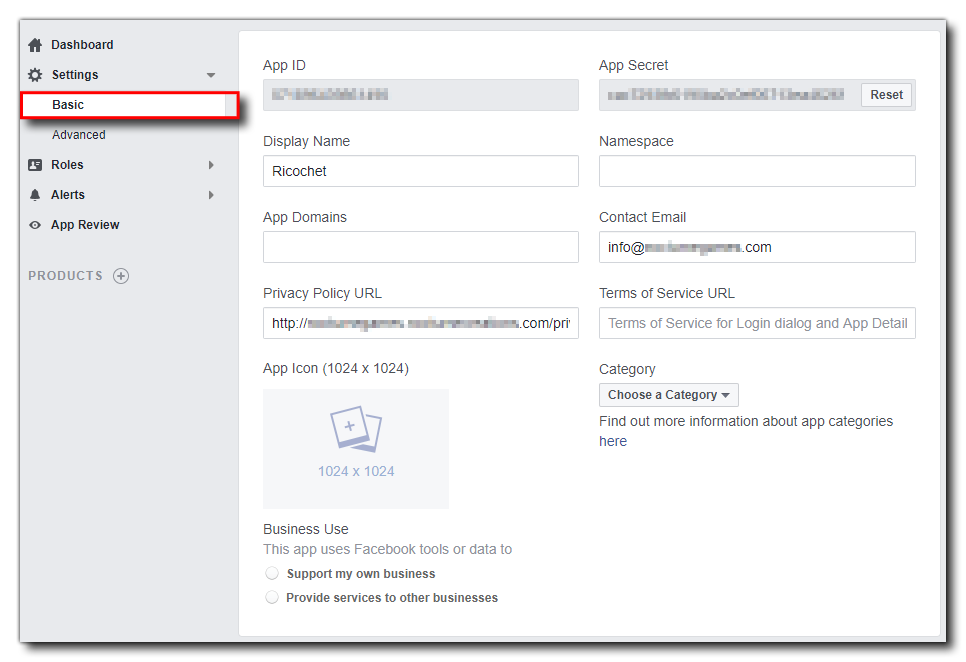 Dashboard
Settings
Basic
Advanced
Roles
Alerts
App Review
PRODUCTS
App ID
App Secret
Reset
Display Name
Namespace
Ricochet
App Domains
Contact Email
info@ .com
Privacy Policy URL
Terms of Service URL
http:// .com/pri
Terms of Service for Login dialog and App Detail
App Icon (1024 x 1024)
Category
Choose a Category
Find out more information about app categories
here
1024 x 1024
Business Use
This app uses Facebook tools or data to
Support my own business
Provide services to other businesses